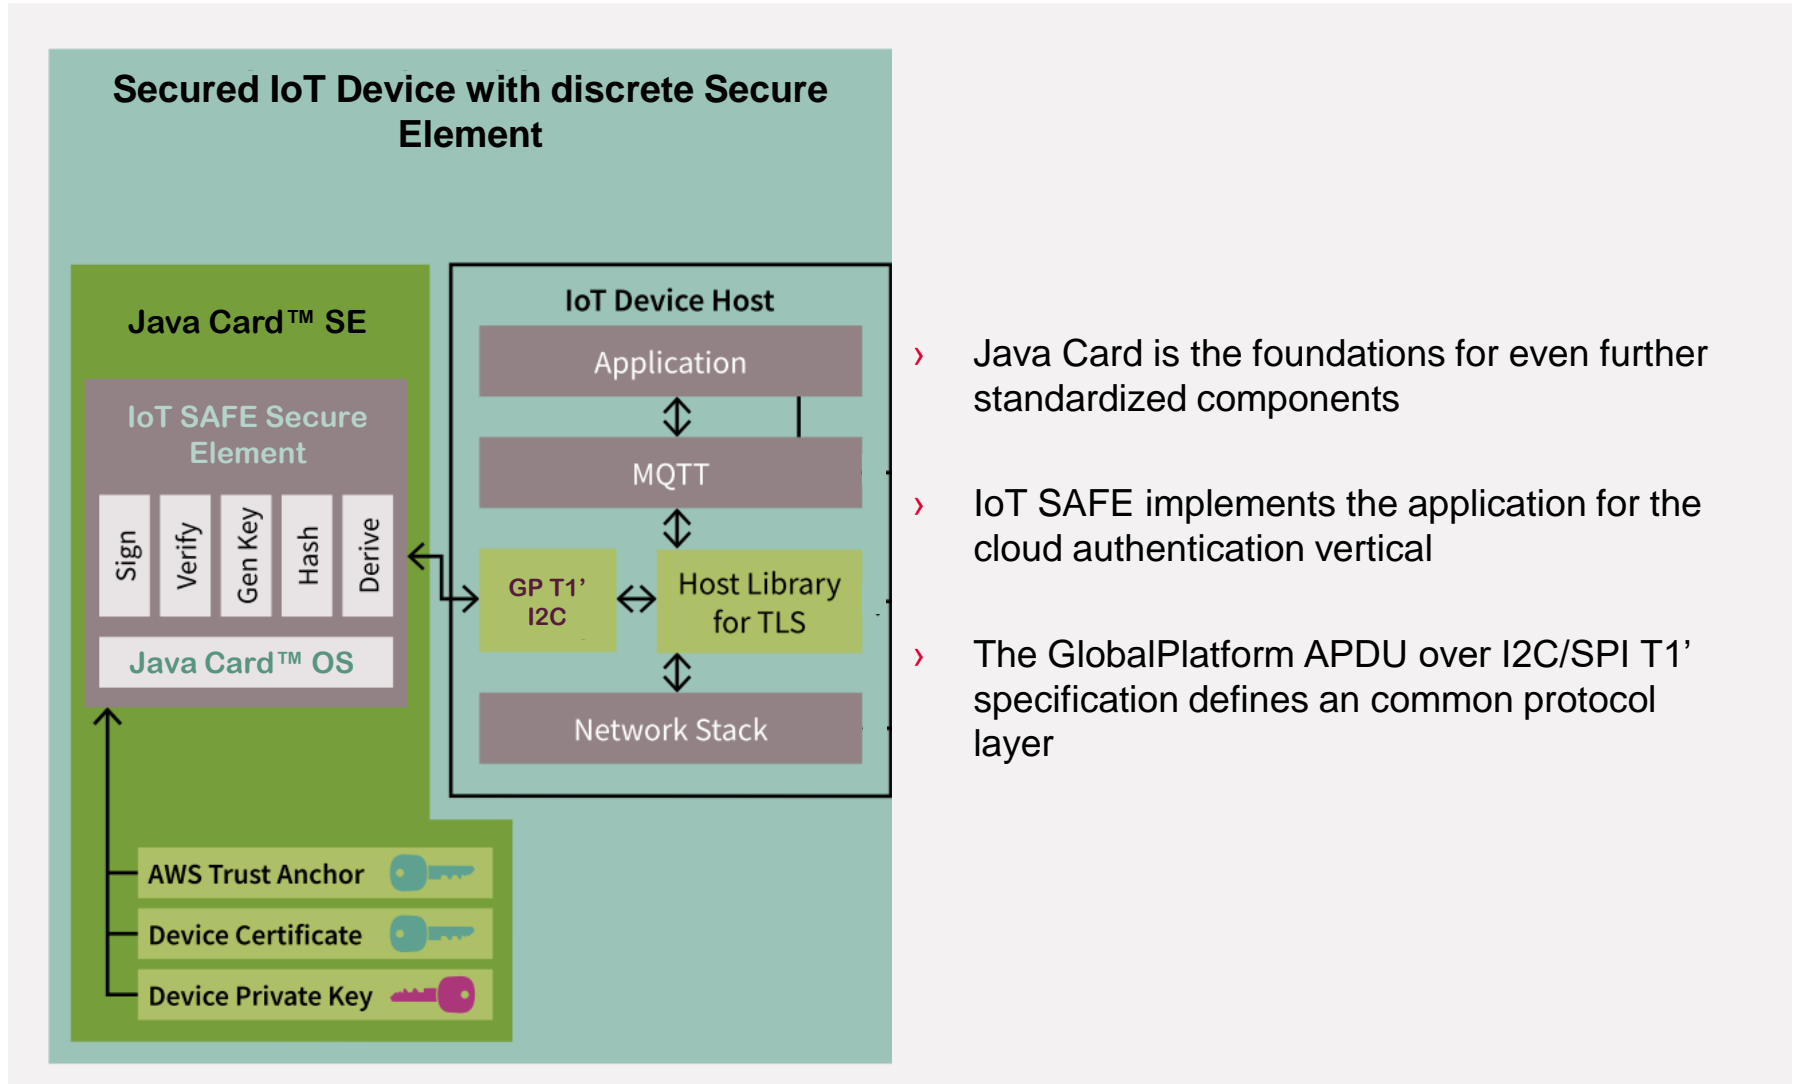 Secured IoT Device with discrete Secure
Element
Java Card™ SE
IoT SAFE Secure
Element
Sign
Verify
Gen Key
Hash
Derive
Java Card™ OS
AWS Trust Anchor
Device Certificate
Device Private Key
IoT Device Host
Application
MQTT
GP T1’
I2C
Host Library
for TLS
Network Stack
› Java Card is the foundations for even further
standardized components
› IoT SAFE implements the application for the
cloud authentication vertical
› The GlobalPlatform APDU over I2C/SPI T1’
specification defines an common protocol
layer